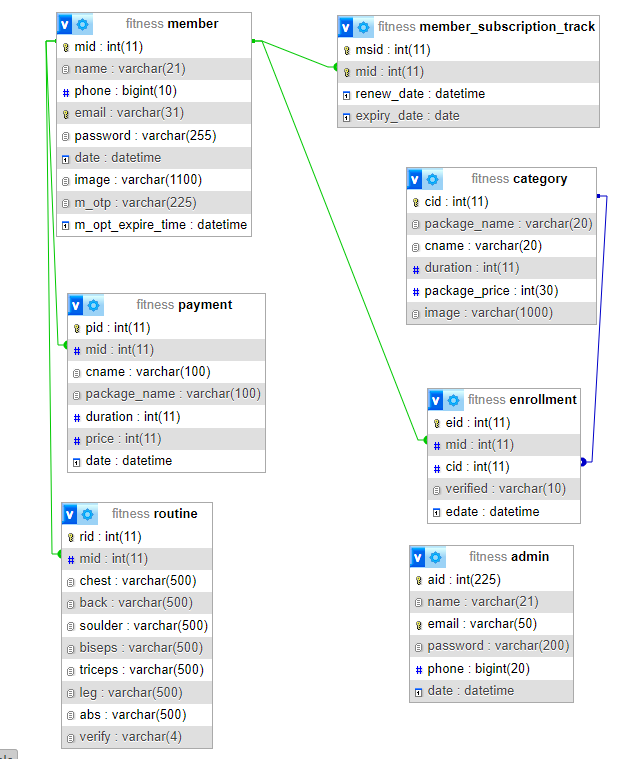 fitness member
mid : int(11)
name : varchar(21)
phone : bigint(10)
email : varchar(31)
password : varchar(255)
date : datetime
image : varchar(1100)
m_otp : varchar(225)
m_opt_expire_time : datetime
fitness member_subscription_track
msid : int(11)
mid : int(11)
renew_date : datetime
expiry_date : date
fitness category
cid : int(11)
package_name : varchar(20)
cname : varchar(20)
duration : int(11)
package_price : int(30)
image : varchar(1000)
fitness payment
pid : int(11)
mid : int(11)
cname : varchar(100)
package_name : varchar(100)
duration : int(11)
price : int(11)
date : datetime
fitness enrollment
eid : int(11)
mid : int(11)
cid : int(11)
verified : varchar(10)
edate : datetime
fitness routine
rid : int(11)
mid : int(11)
chest : varchar(500)
back : varchar(500)
soulder : varchar(500)
biseps : varchar(500)
triceps : varchar(500)
leg : varchar(500)
abs : varchar(500)
verify : varchar(4)
fitness admin
aid : int(225)
name : varchar(21)
email : varchar(50)
password : varchar(200)
phone : bigint(20)
date : datetime